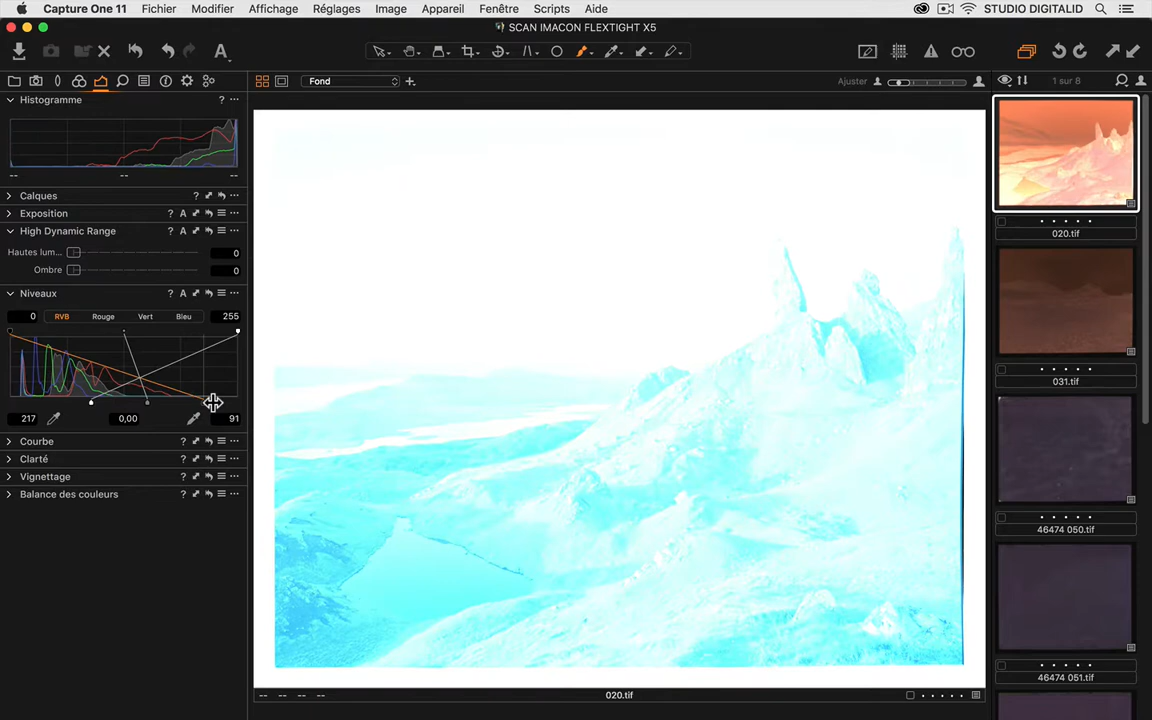 Capture One 11 Fichier Modifier Affichage Réglages Image Appareil Fenêtre Scripts Aide STUDIO DIGITALID
SCAN IMACON FLEXTIGHT X5
A
Fond
Ajuster
1 sur 8
Histogramme ? ...
-- -- --
Calques ? ...
Exposition ? A ...
High Dynamic Range ? A ...
Hautes lum... 0
Ombre 0
Niveaux ? A ...
0 RVB Rouge Vert Bleu 255
217 0,00 91
Courbe ? ...
Clarté ? ...
Vignettage ? ...
Balance des couleurs ? ...
-- -- -- --
020.tif
020.tif
031.tif
46474 050.tif
46474 051.tif